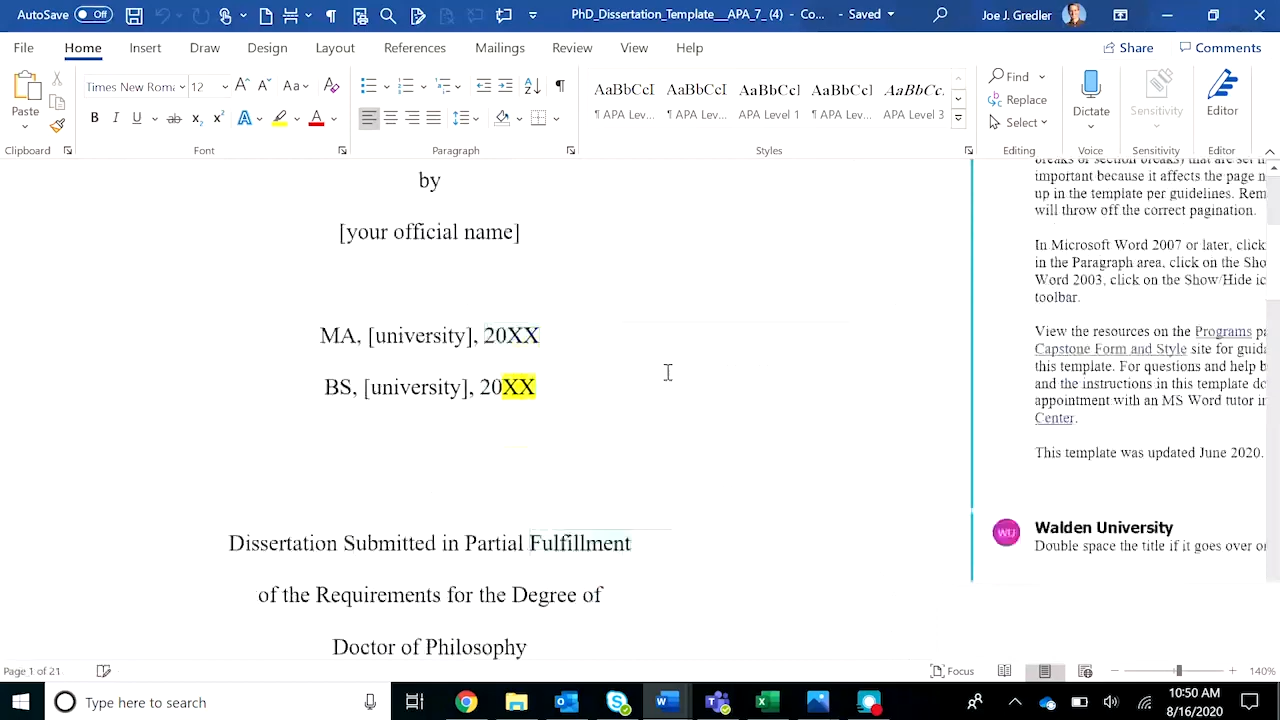 AutoSave Off PhD_Dissertation_Template__APA_7_(4) - Co... - Saved Joe J. Gredler
File Home Insert Draw Design Layout References Mailings Review View Help Share Comments
Paste
Clipboard
Times New Roma 12
Font
Paragraph
AaBbCcI AaBbCcI AaBbCcI AaBbCcI AaBbCc.
¶ APA Lev... ¶ APA Lev... APA Level 1 ¶ APA Lev... APA Level 3
Styles
Find
Replace
Select
Editing
Dictate
Voice
Sensitivity
Sensitivity
Editor
Editor
by
[your official name]
MA, [university], 20XX
BS, [university], 20XX
Dissertation Submitted in Partial Fulfillment
of the Requirements for the Degree of
Doctor of Philosophy
breaks or section breaks) that are set
important because it affects the page n
up in the template per guidelines. Rem
will throw off the correct pagination.
In Microsoft Word 2007 or later, click
in the Paragraph area, click on the Sho
Word 2003, click on the Show/Hide ic
toolbar.
View the resources on the Programs pa
Capstone Form and Style site for guida
this template. For questions and help b
and the instructions in this template do
appointment with an MS Word tutor in
Center.
This template was updated June 2020.
WU
Walden University
Double space the title if it goes over o
Page 1 of 21 Focus 140%
Type here to search
10:50 AM
8/16/2020